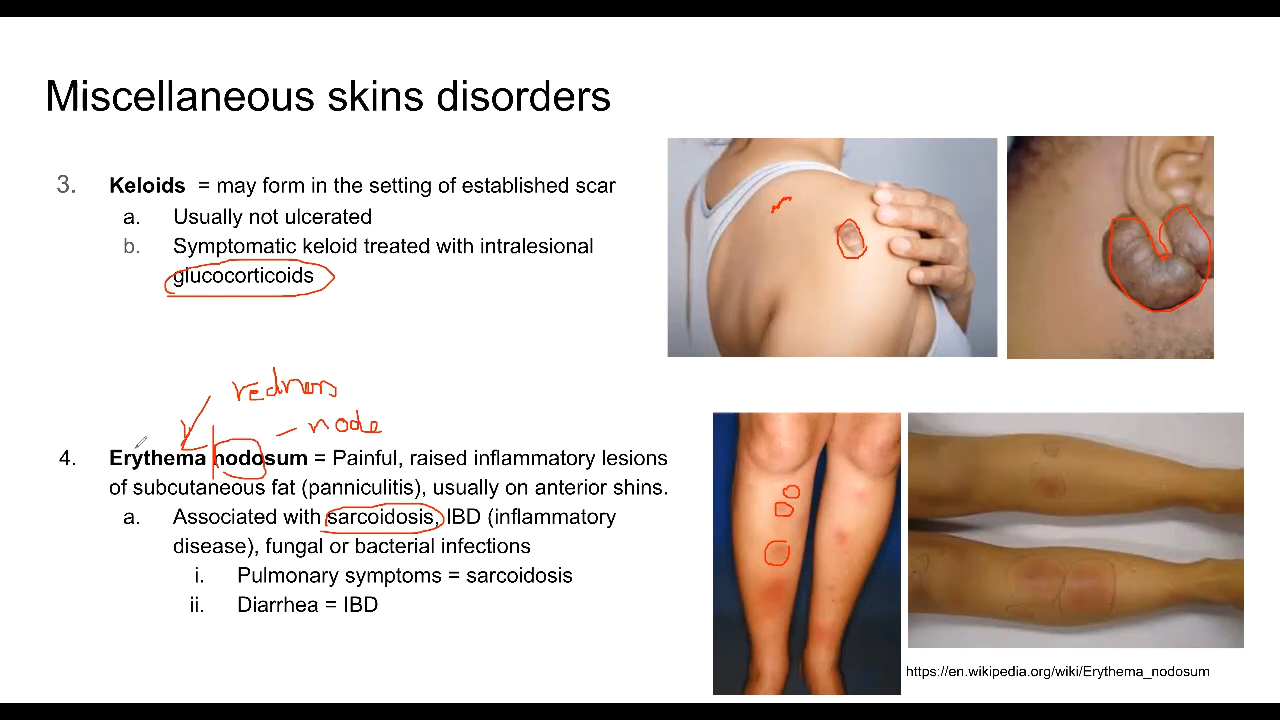 Miscellaneous skins disorders
3. Keloids = may form in the setting of established scar
a. Usually not ulcerated
b. Symptomatic keloid treated with intralesional
glucocorticoids
redness
node
4. Erythema nodosum = Painful, raised inflammatory lesions
of subcutaneous fat (panniculitis), usually on anterior shins.
a. Associated with sarcoidosis, IBD (inflammatory
disease), fungal or bacterial infections
i. Pulmonary symptoms = sarcoidosis
ii. Diarrhea = IBD
https://en.wikipedia.org/wiki/Erythema_nodosum